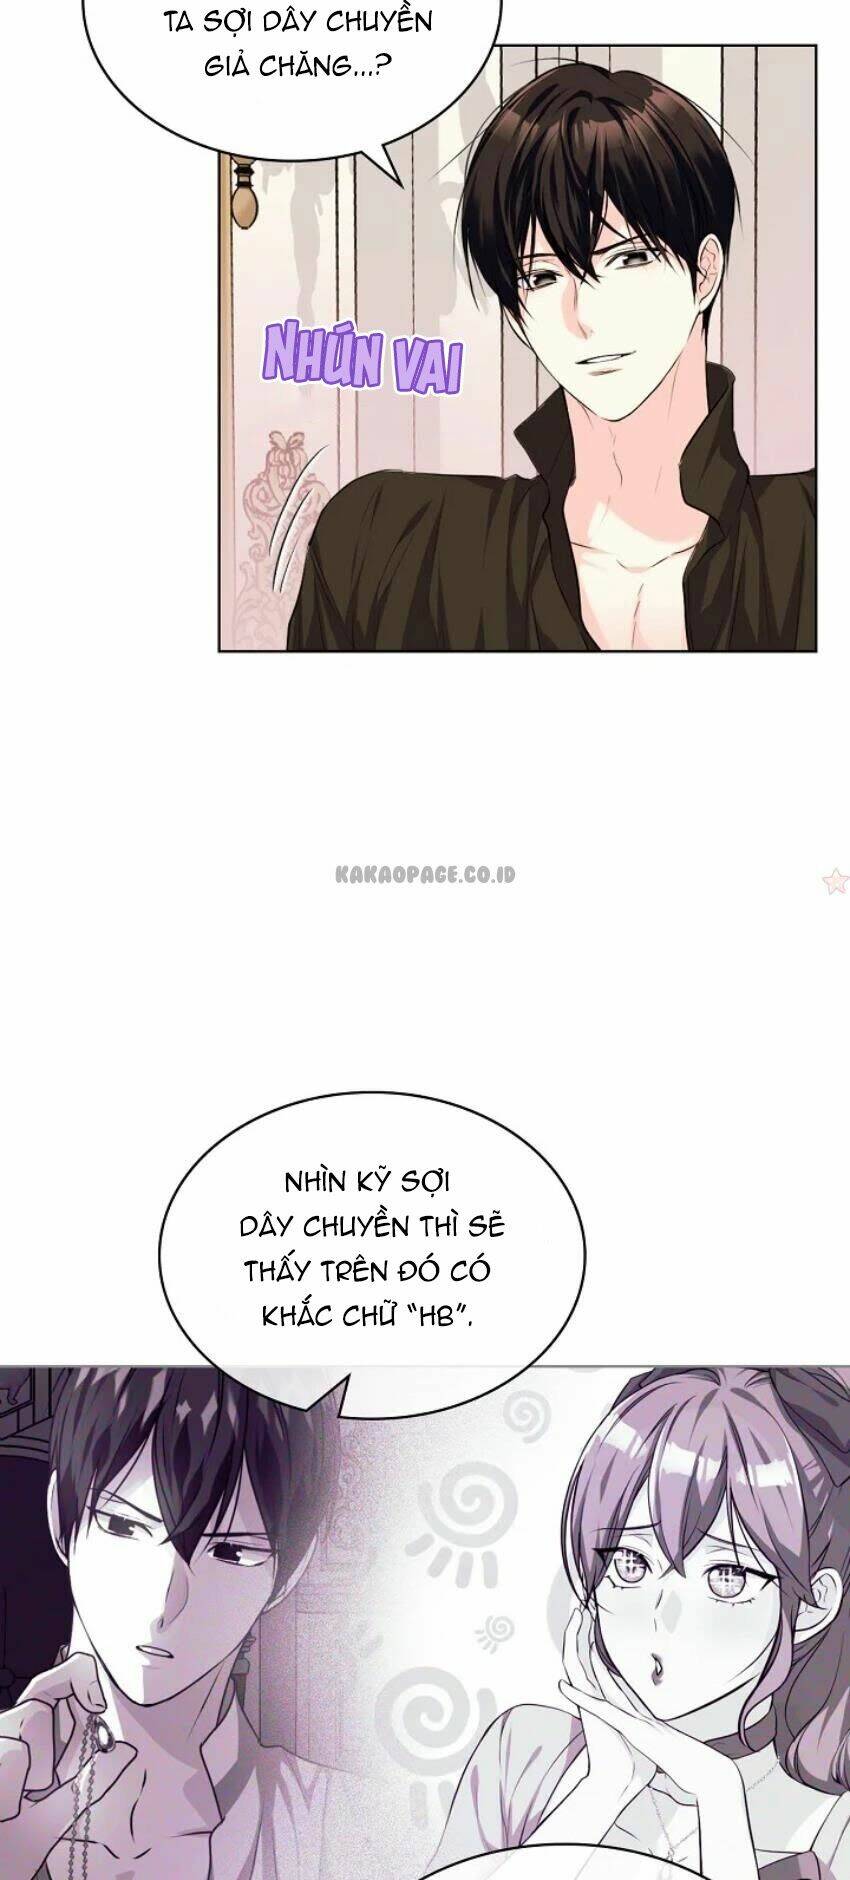 TA SỢI DÂY CHUYỀN
GIẢ CHĂNG...?
NHÚN VAI
KAKAOPAGE.CO.ID
NHÌN KỸ SỢI
DÂY CHUYỀN THÌ SẼ
THẤY TRÊN ĐÓ CÓ
KHẮC CHỮ “HB”.